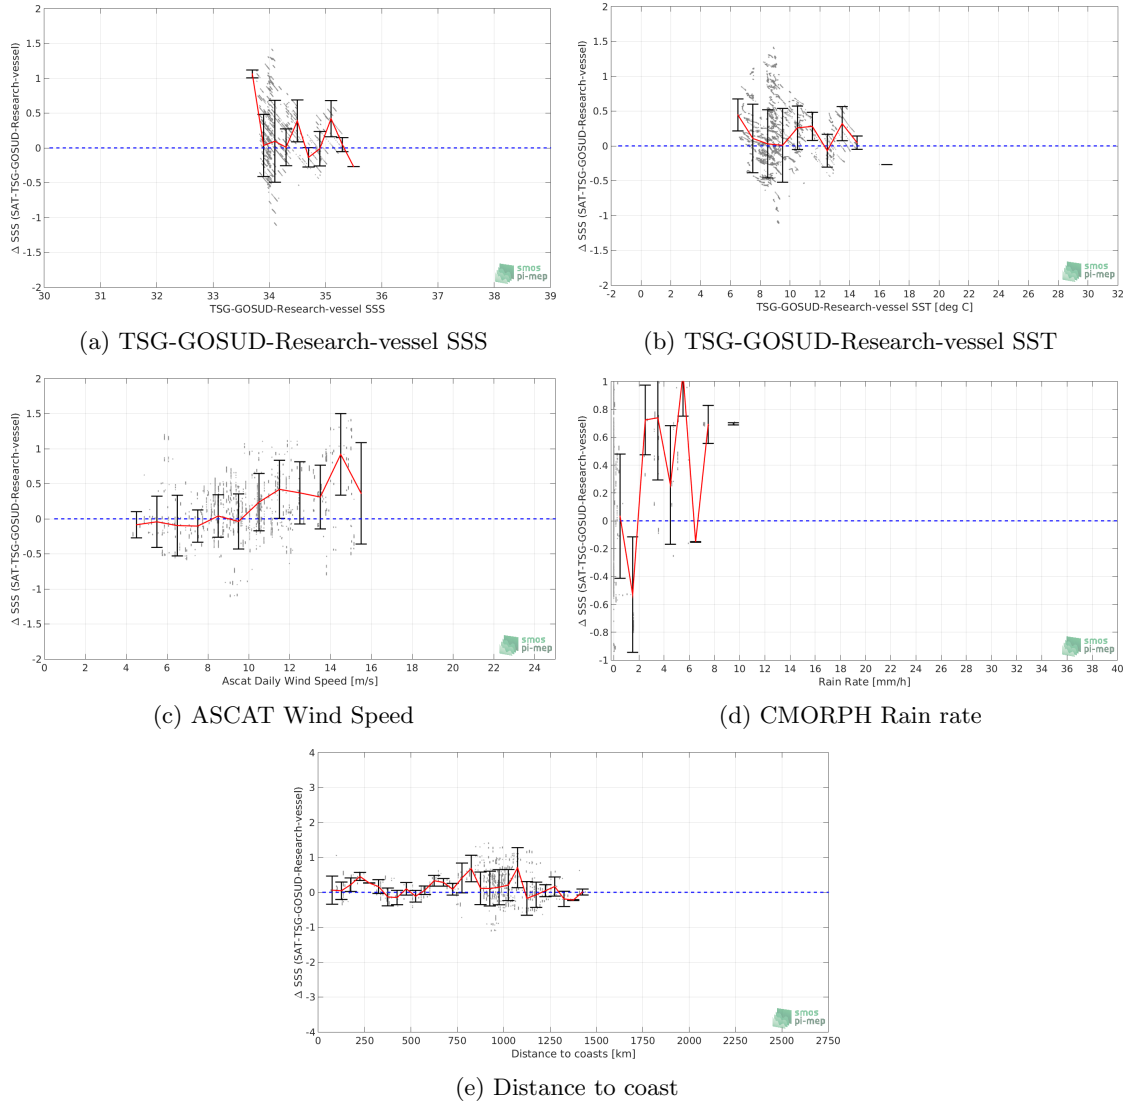 2
1.5
1
0.5
0
-0.5
-1
-1.5
-2
Δ SSS (SAT-TSG-GOSUD-Research-vessel)
30 31 32 33 34 35 36 37 38 39
TSG-GOSUD-Research-vessel SSS
smos
pi-mep
(a) TSG-GOSUD-Research-vessel SSS
2
1.5
1
0.5
0
-0.5
-1
-1.5
-2
Δ SSS (SAT-TSG-GOSUD-Research-vessel)
-2 0 2 4 6 8 10 12 14 16 18 20 22 24 26 28 30 32
TSG-GOSUD-Research-vessel SST [deg C]
smos
pi-mep
(b) TSG-GOSUD-Research-vessel SST
2
1.5
1
0.5
0
-0.5
-1
-1.5
-2
Δ SSS (SAT-TSG-GOSUD-Research-vessel)
0 2 4 6 8 10 12 14 16 18 20 22 24
Ascat Daily Wind Speed [m/s]
smos
pi-mep
(c) ASCAT Wind Speed
1
0.8
0.6
0.4
0.2
0
-0.2
-0.4
-0.6
-0.8
-1
Δ SSS (SAT-TSG-GOSUD-Research-vessel)
0 2 4 6 8 10 12 14 16 18 20 22 24 26 28 30 32 34 36 38 40
Rain Rate [mm/h]
smos
pi-mep
(d) CMORPH Rain rate
4
3
2
1
0
-1
-2
-3
-4
Δ SSS (SAT-TSG-GOSUD-Research-vessel)
0 250 500 750 1000 1250 1500 1750 2000 2250 2500 2750
Distance to coasts [km]
smos
pi-mep
(e) Distance to coast